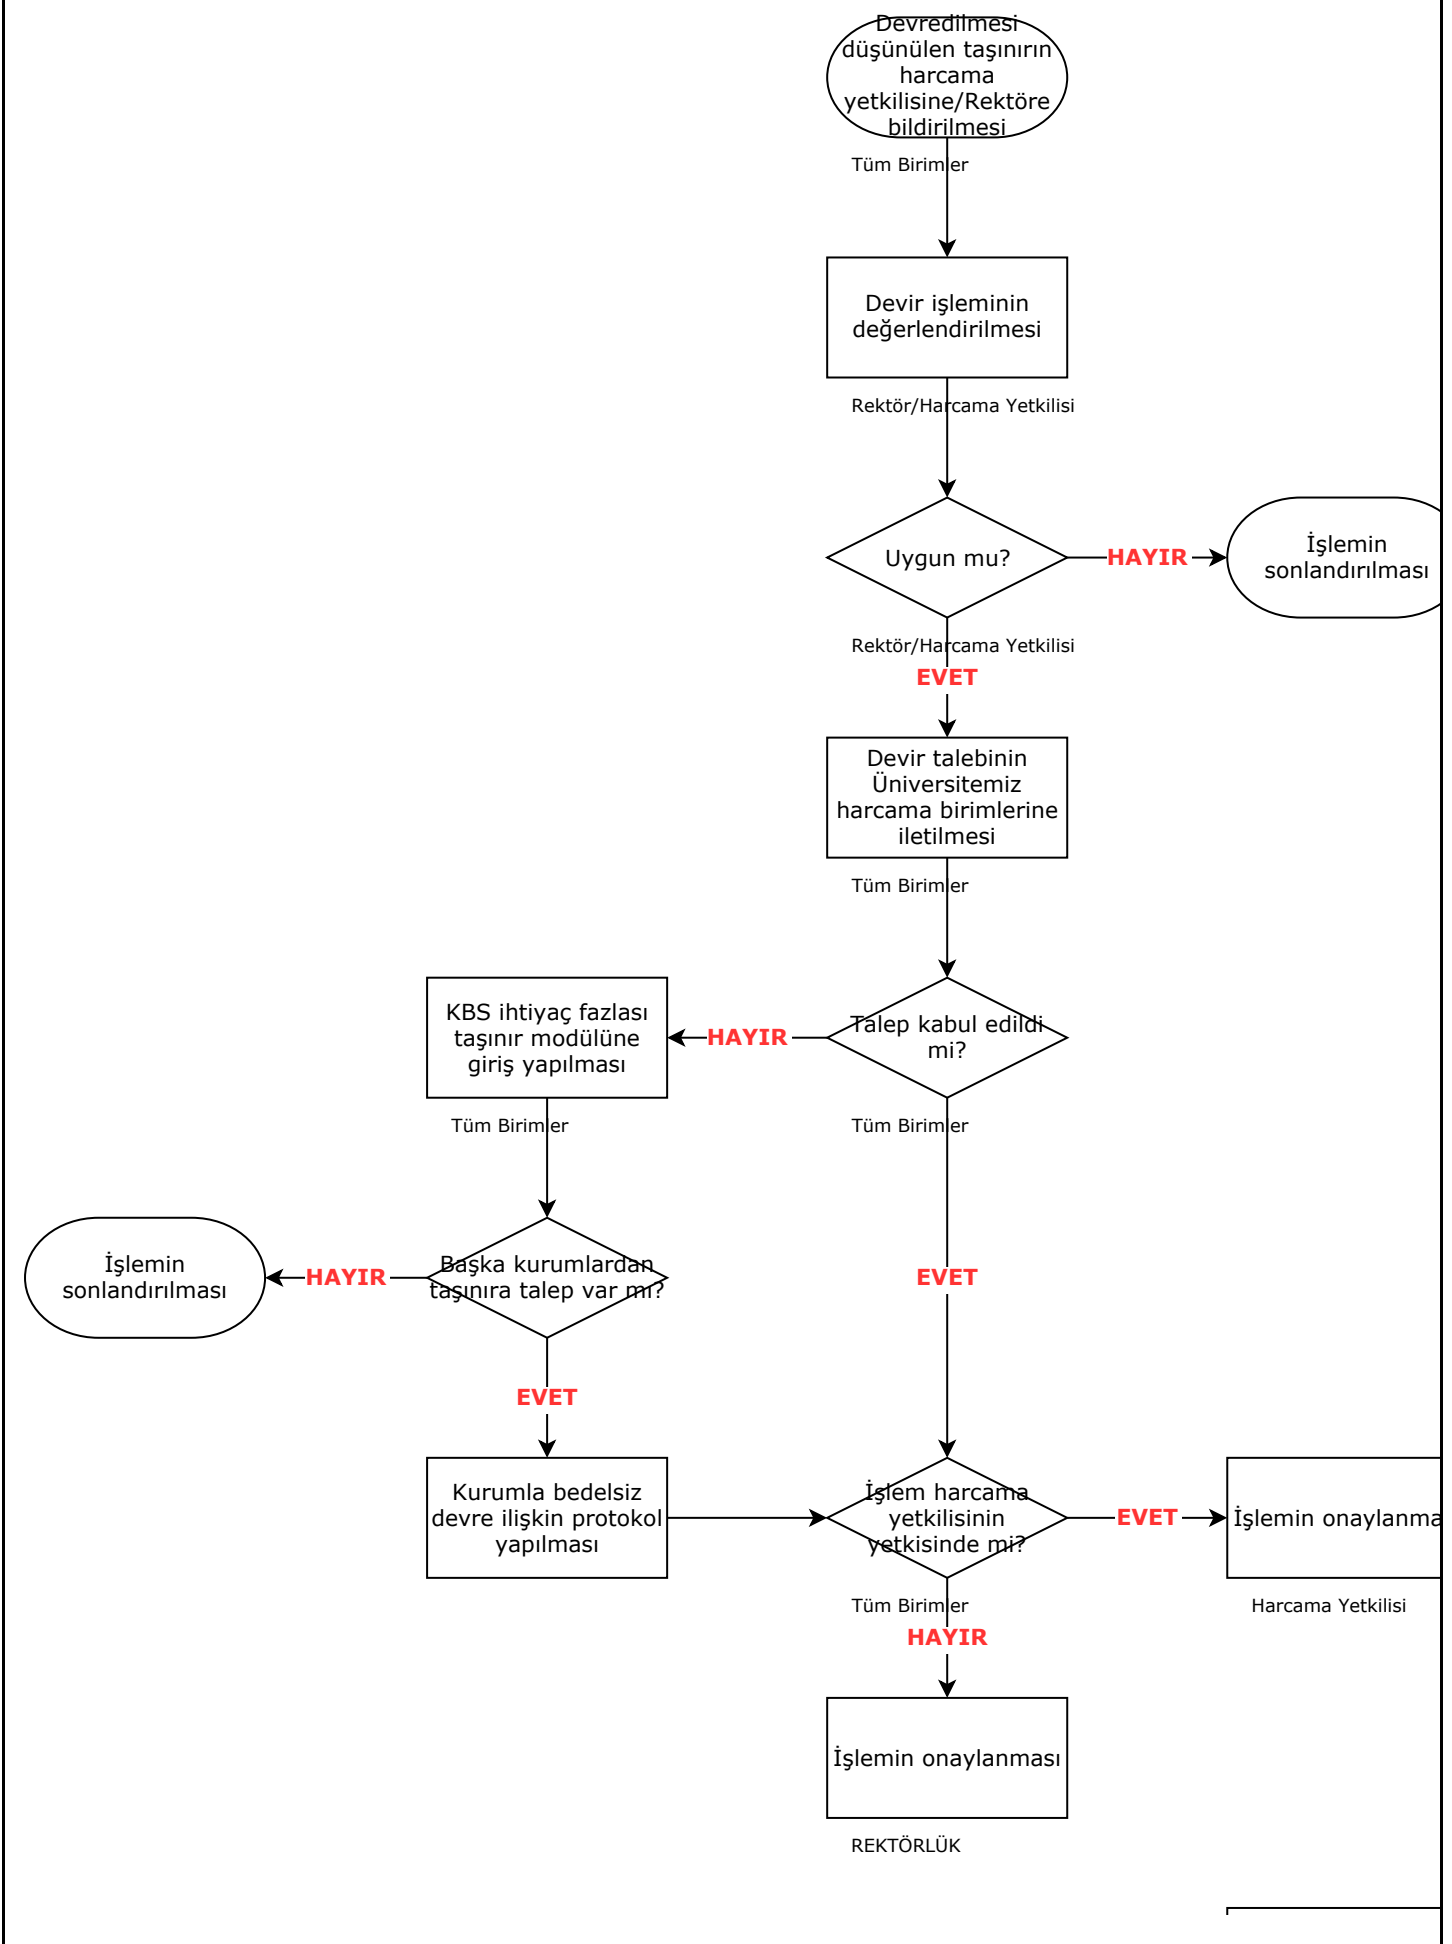 Devredilmesi
düşünülen taşınırın
harcama
yetkilisine/Rektöre
bildirilmesi
Tüm Birimler
Devir işleminin
değerlendirilmesi
Rektör/Harcama Yetkilisi
Uygun mu?
HAYIR
İşlemin
sonlandırılması
Rektör/Harcama Yetkilisi
EVET
Devir talebinin
Üniversitemiz
harcama birimlerine
iletilmesi
Tüm Birimler
Talep kabul edildi
mi?
HAYIR
KBS ihtiyaç fazlası
taşınır modülüne
giriş yapılması
Tüm Birimler
Tüm Birimler
Başka kurumlardan
taşınıra talep var mı?
HAYIR
İşlemin
sonlandırılması
EVET
EVET
Kurumla bedelsiz
devre ilişkin protokol
yapılması
İşlem harcama
yetkilisinin
yetkisinde mi?
EVET
İşlemin onaylanma
Harcama Yetkilisi
Tüm Birimler
HAYIR
İşlemin onaylanması
REKTÖRLÜK